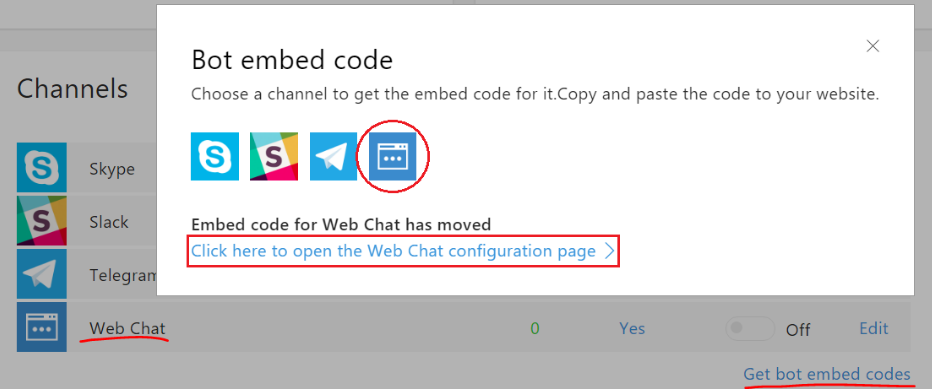 Bot embed code
Choose a channel to get the embed code for it.Copy and paste the code to your website.
S S
Embed code for Web Chat has moved
Click here to open the Web Chat configuration page
Channels
S Skype
S Slack
Telegram
Web Chat 0 Yes Off Edit
Get bot embed codes